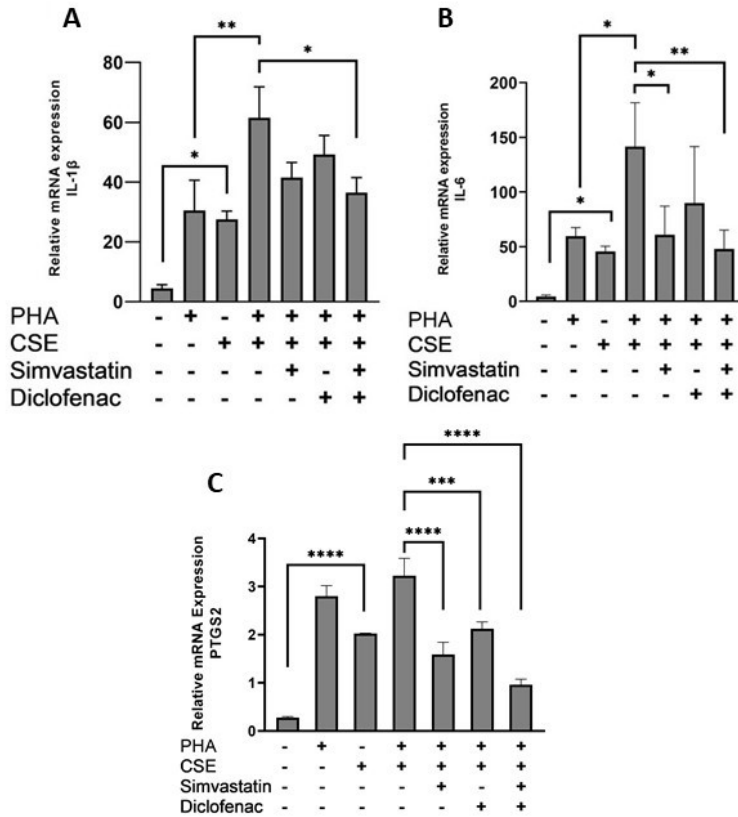 A
Relative mRNA expression
IL-1β
80
60
40
20
0
**
*
*
PHA - + - + + + +
CSE - - + + + + +
Simvastatin - - - - + - +
Diclofenac - - - - - + +
B
Relative mRNA expression
IL-6
200
150
100
50
0
*
**
*
*
PHA - + - + + + +
CSE - - + + + + +
Simvastatin - - - - + - +
Diclofenac - - - - - + +
C
Relative mRNA Expression
PTGS2
4
3
2
1
0
****
***
****
****
PHA - + - + + + +
CSE - - + + + + +
Simvastatin - - - - + - +
Diclofenac - - - - - + +